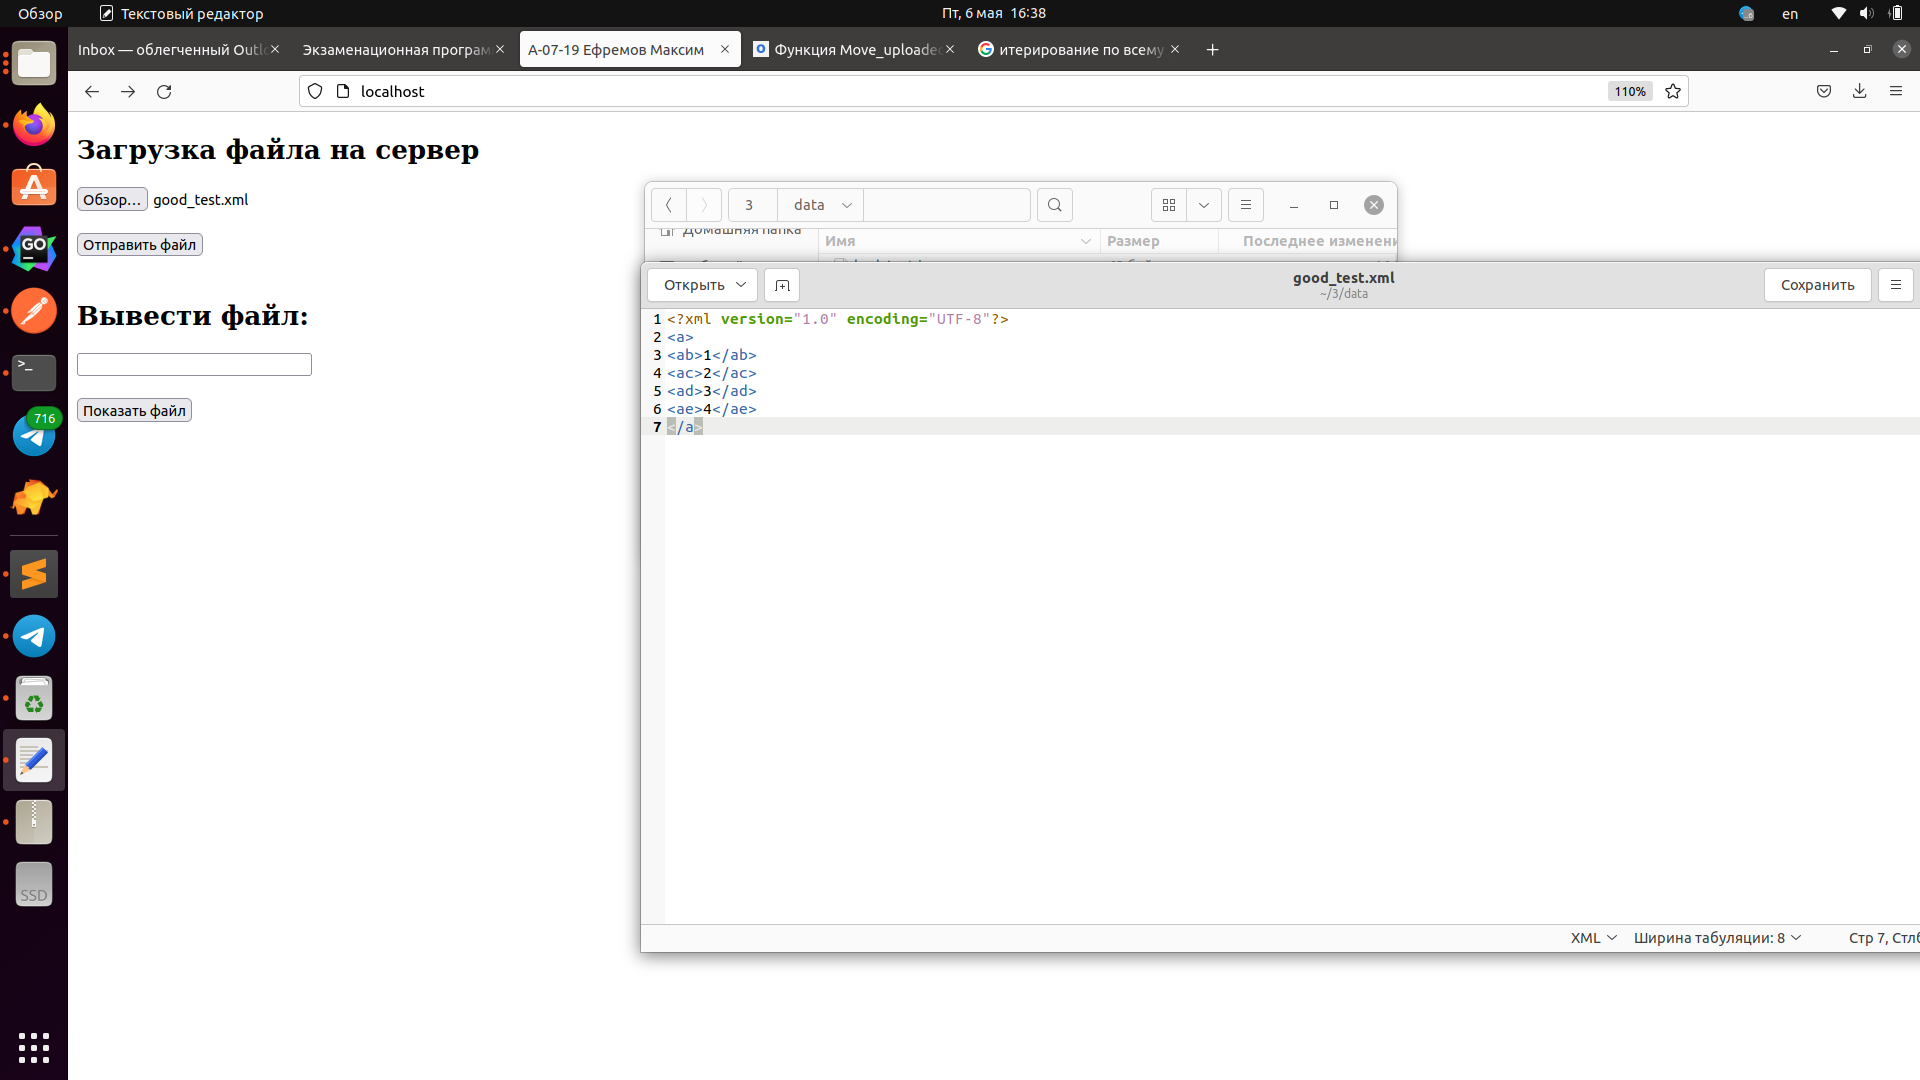 Обзор
Текстовый редактор
Пт, 6 мая 16:38
en
Inbox — облегченный Outlo
Экзаменационная програм
А-07-19 Ефремов Максим
Функция Move_uploaded
итерирование по всему
localhost
110%
Загрузка файла на сервер
Обзор… good_test.xml
Отправить файл
Вывести файл:
Показать файл
3 data
Домашняя папка
Имя Размер Последнее изменени
Открыть
good_test.xml
~/3/data
Сохранить
1 <?xml version="1.0" encoding="UTF-8"?>
2 <a>
3 <ab>1</ab>
4 <ac>2</ac>
5 <ad>3</ad>
6 <ae>4</ae>
7 </a>
XML Ширина табуляции: 8 Стр 7, Стлб
GO
716
SSD